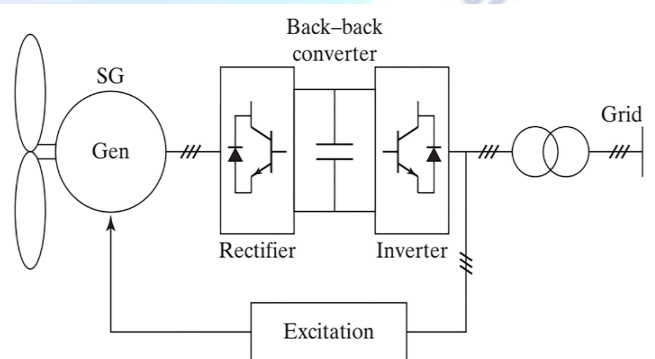 Back–back
converter
SG
Grid
Gen
Rectifier
Inverter
Excitation